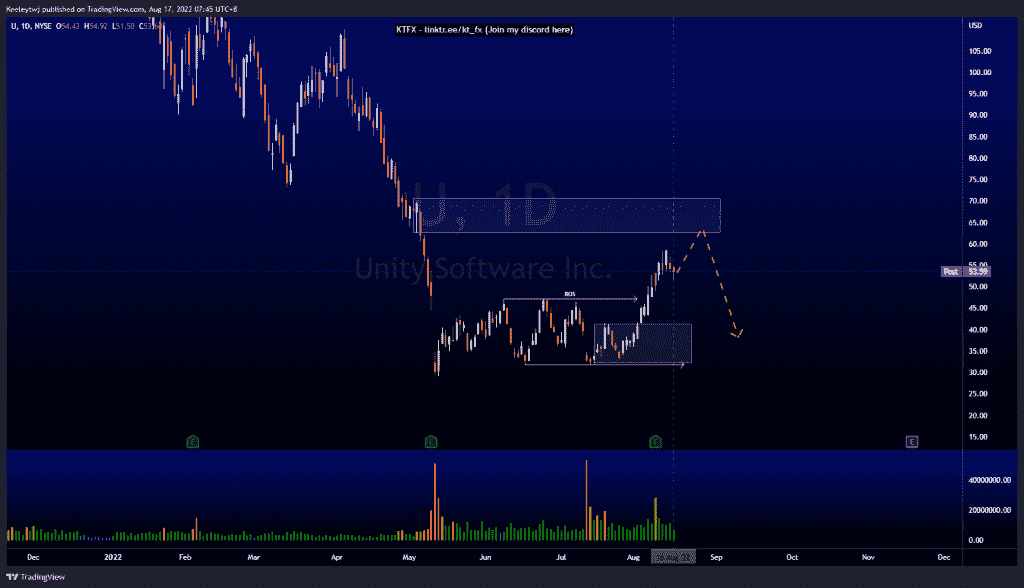 Keeleytwj published on TradingView.com, Aug 17, 2022 07:45 UTC+8
U, 1D, NYSE O54.43 H54.92 L51.50
KTFX - linktr.ee/kt_fx (Join my discord here)
USD
105.00
100.00
95.00
90.00
85.00
80.00
75.00
70.00
65.00
60.00
55.00
Post 53.99
50.00
45.00
40.00
35.00
30.00
25.00
20.00
15.00
U, 1D
Unity Software Inc.
BOS
E
E
E
E
40000000.00
20000000.00
0.00
Dec 2022 Feb Mar Apr May Jun Jul Aug Sep Oct Nov Dec
TradingView